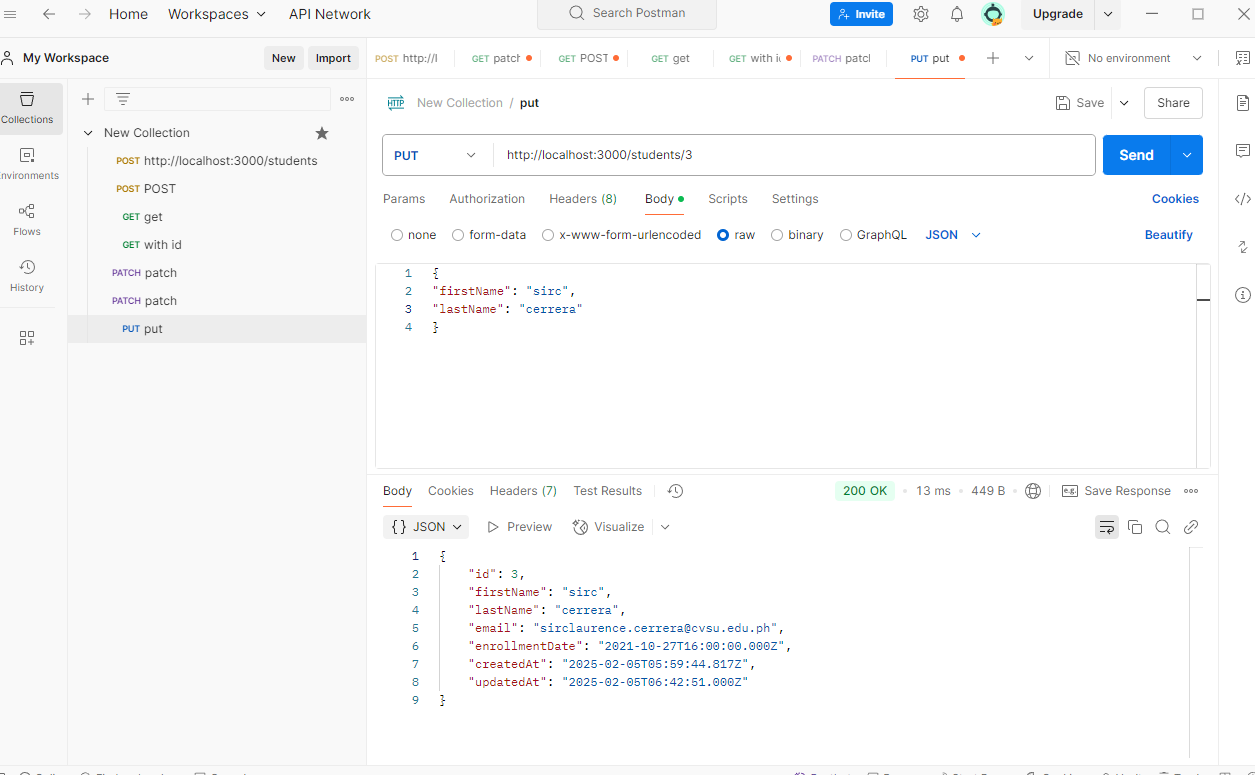 Home Workspaces API Network Search Postman Invite Upgrade
My Workspace New Import POST http://l GET patch GET POST GET get GET with i PATCH patcl PUT put No environment
Collections
New Collection / put Save Share
New Collection
PUT http://localhost:3000/students/3 Send
POST http://localhost:3000/students
POST POST
GET get
GET with id
PATCH patch
PATCH patch
PUT put
nvironments
Flows
History
Params Authorization Headers (8) Body Scripts Settings Cookies
none form-data x-www-form-urlencoded raw binary GraphQL JSON Beautify
1 {
2 "firstName": "sirc",
3 "lastName": "cerrera"
4 }
Body Cookies Headers (7) Test Results 200 OK 13 ms 449 B e.g. Save Response
{} JSON Preview Visualize
1 {
2 "id": 3,
3 "firstName": "sirc",
4 "lastName": "cerrera",
5 "email": "sirclaurence.cerrera@cvsu.edu.ph",
6 "enrollmentDate": "2021-10-27T16:00:00.000Z",
7 "createdAt": "2025-02-05T05:59:44.817Z",
8 "updatedAt": "2025-02-05T06:42:51.000Z"
9 }